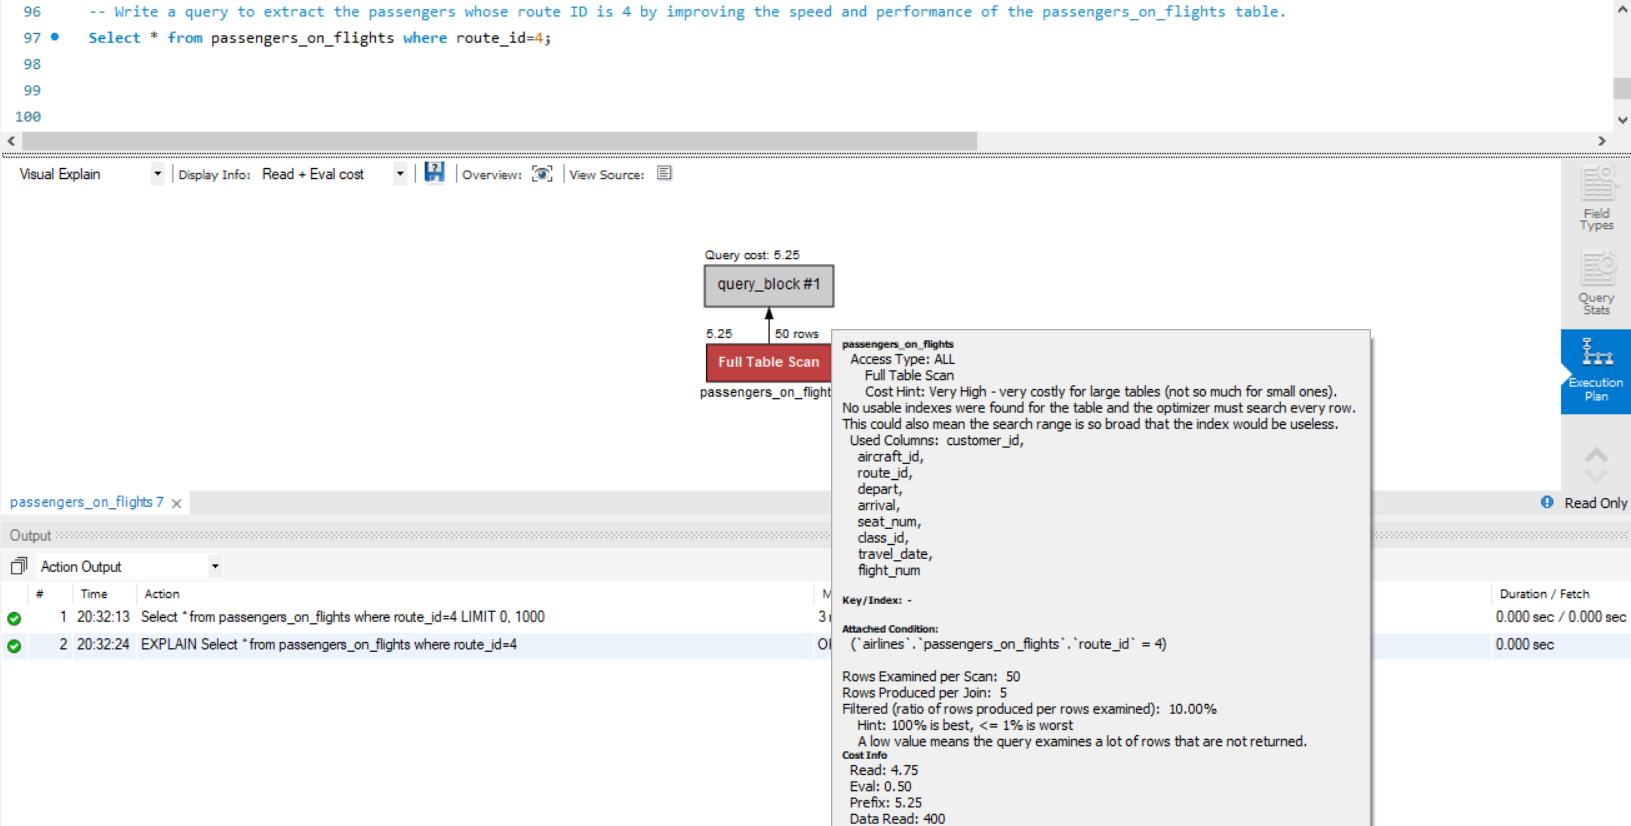 96 -- Write a query to extract the passengers whose route ID is 4 by improving the speed and performance of the passengers_on_flights table.
97 Select * from passengers_on_flights where route_id=4;
98
99
100
Visual Explain Display Info: Read + Eval cost Overview: View Source:
Field
Types
Query
Stats
Execution
Plan
Query cost: 5.25
query_block #1
5.25 50 rows
Full Table Scan
passengers_on_flight
passengers_on_flights
Access Type: ALL
Full Table Scan
Cost Hint: Very High - very costly for large tables (not so much for small ones).
No usable indexes were found for the table and the optimizer must search every row.
This could also mean the search range is so broad that the index would be useless.
Used Columns: customer_id,
aircraft_id,
route_id,
depart,
arrival,
seat_num,
class_id,
travel_date,
flight_num
Key/Index: -
Attached Condition:
(`airlines`.`passengers_on_flights`.`route_id` = 4)
Rows Examined per Scan: 50
Rows Produced per Join: 5
Filtered (ratio of rows produced per rows examined): 10.00%
Hint: 100% is best, <= 1% is worst
A low value means the query examines a lot of rows that are not returned.
Cost Info
Read: 4.75
Eval: 0.50
Prefix: 5.25
Data Read: 400
passengers_on_flights 7
Read Only
Output
Action Output
# Time Action M Duration / Fetch
1 20:32:13 Select * from passengers_on_flights where route_id=4 LIMIT 0, 1000 3 r 0.000 sec / 0.000 sec
2 20:32:24 EXPLAIN Select * from passengers_on_flights where route_id=4 O 0.000 sec